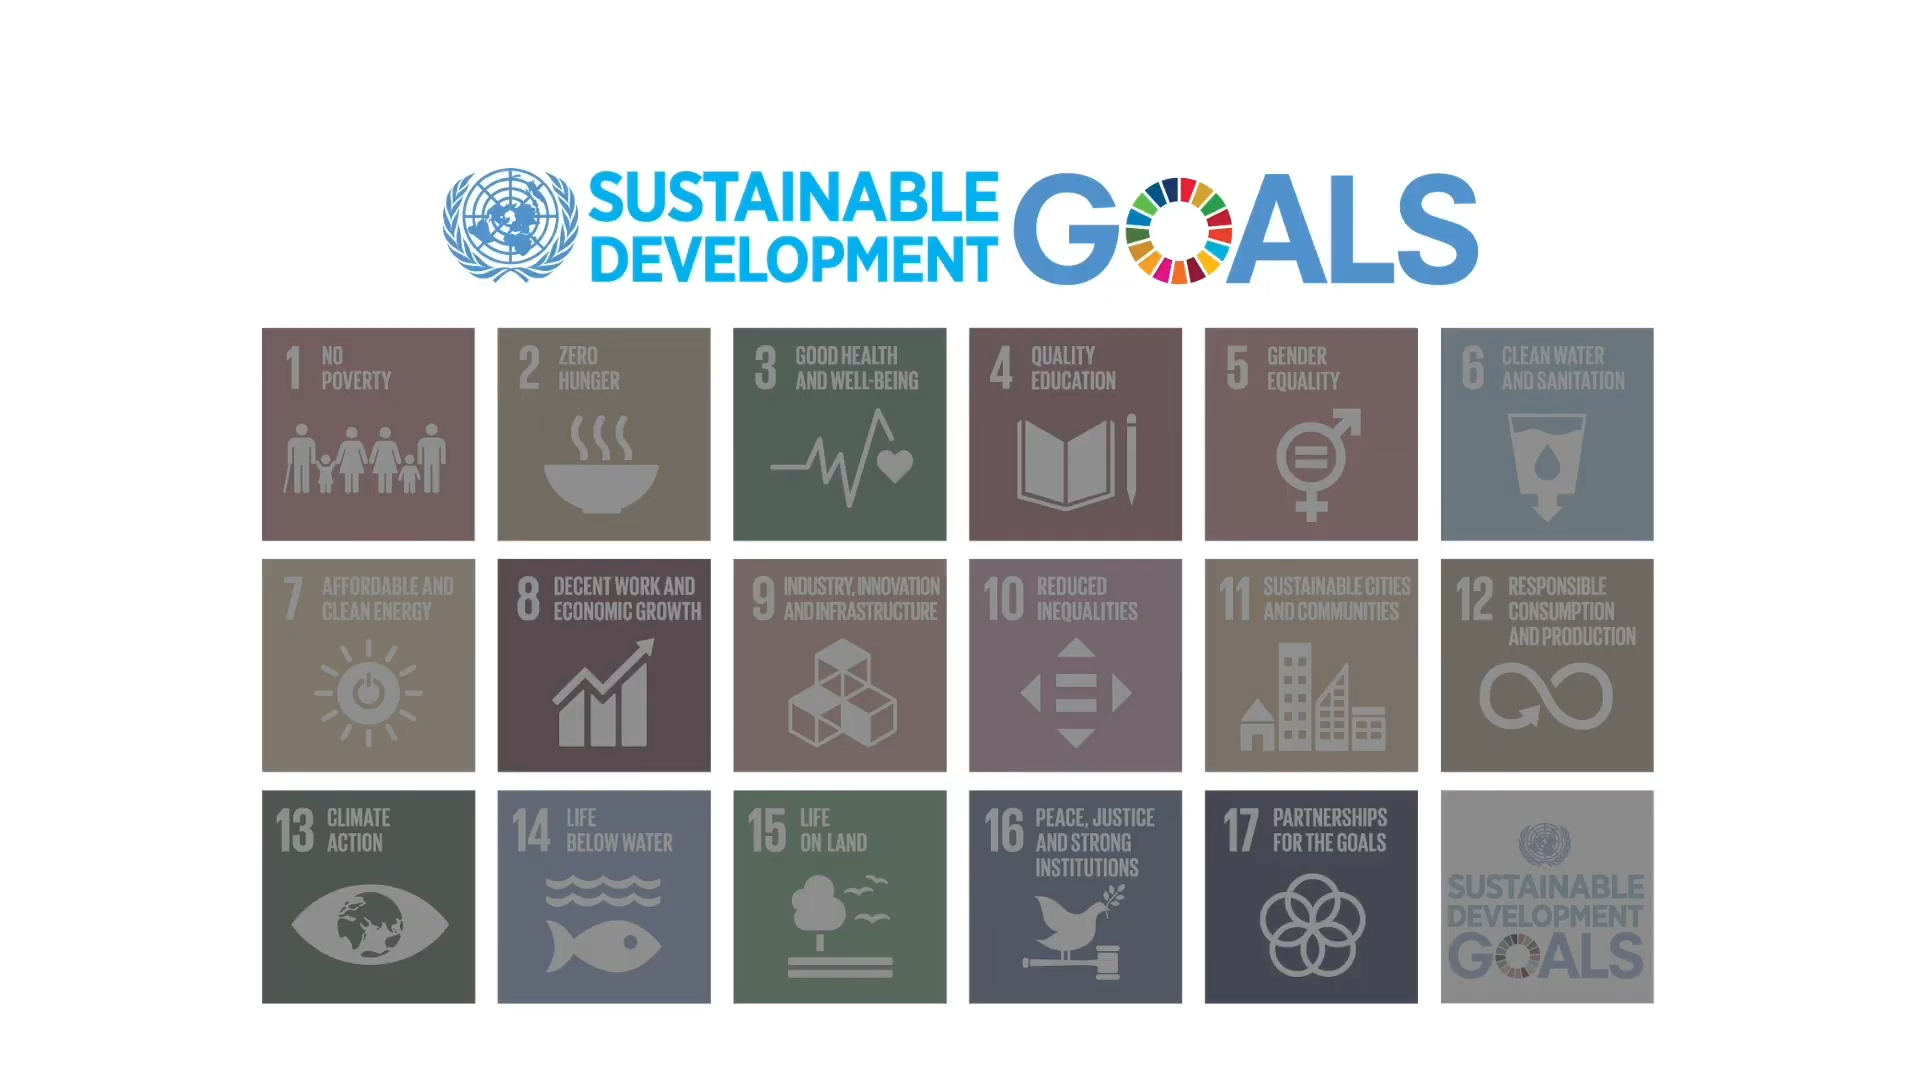 SUSTAINABLE
DEVELOPMENT
GOALS
1 NO
POVERTY
2 ZERO
HUNGER
3 GOOD HEALTH
AND WELL-BEING
4 QUALITY
EDUCATION
5 GENDER
EQUALITY
6 CLEAN WATER
AND SANITATION
7 AFFORDABLE AND
CLEAN ENERGY
8 DECENT WORK AND
ECONOMIC GROWTH
9 INDUSTRY, INNOVATION
AND INFRASTRUCTURE
10 REDUCED
INEQUALITIES
11 SUSTAINABLE CITIES
AND COMMUNITIES
12 RESPONSIBLE
CONSUMPTION
AND PRODUCTION
13 CLIMATE
ACTION
14 LIFE
BELOW WATER
15 LIFE
ON LAND
16 PEACE, JUSTICE
AND STRONG
INSTITUTIONS
17 PARTNERSHIPS
FOR THE GOALS
SUSTAINABLE
DEVELOPMENT
GOALS